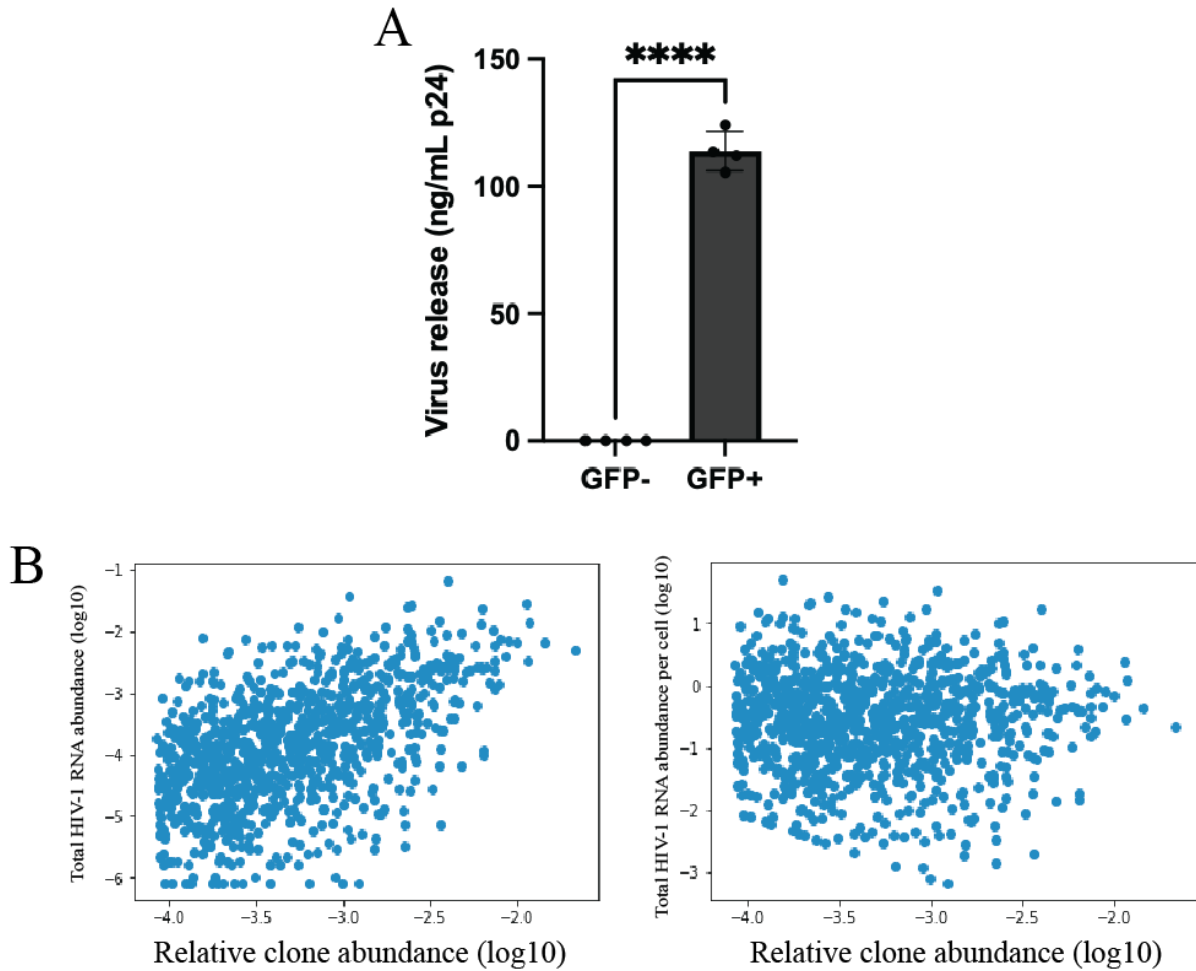 A
****
150
100
50
0
Virus release (ng/mL p24)
GFP- GFP+
B
Total HIV-1 RNA abundance (log10)
−1
−2
−3
−4
−5
−6
−4.0 −3.5 −3.0 −2.5 −2.0
Relative clone abundance (log10)
Total HIV-1 RNA abundance per cell (log10)
1
0
−1
−2
−3
−4.0 −3.5 −3.0 −2.5 −2.0
Relative clone abundance (log10)